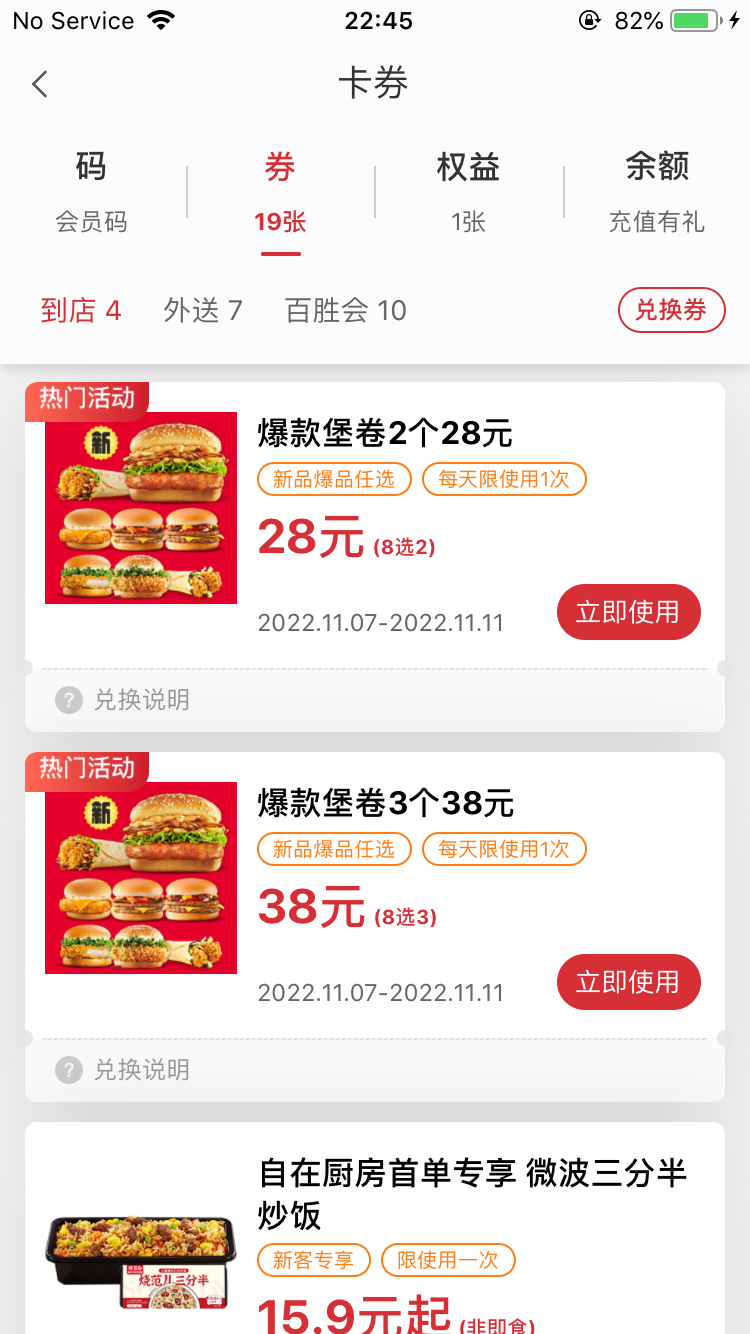 No Service 22:45 82%
卡券
码 券 权益 余额
会员码 19张 1张 充值有礼
到店 4 外送 7 百胜会 10 兑换券
热门活动
新
爆款堡卷2个28元
新品爆品任选 每天限使用1次
28元 (8选2)
2022.11.07-2022.11.11 立即使用
? 兑换说明
热门活动
新
爆款堡卷3个38元
新品爆品任选 每天限使用1次
38元 (8选3)
2022.11.07-2022.11.11 立即使用
? 兑换说明
自在厨房首单专享 微波三分半
炒饭
新客专享 限使用一次
烧范儿三分半
15.9元起 (非即食)